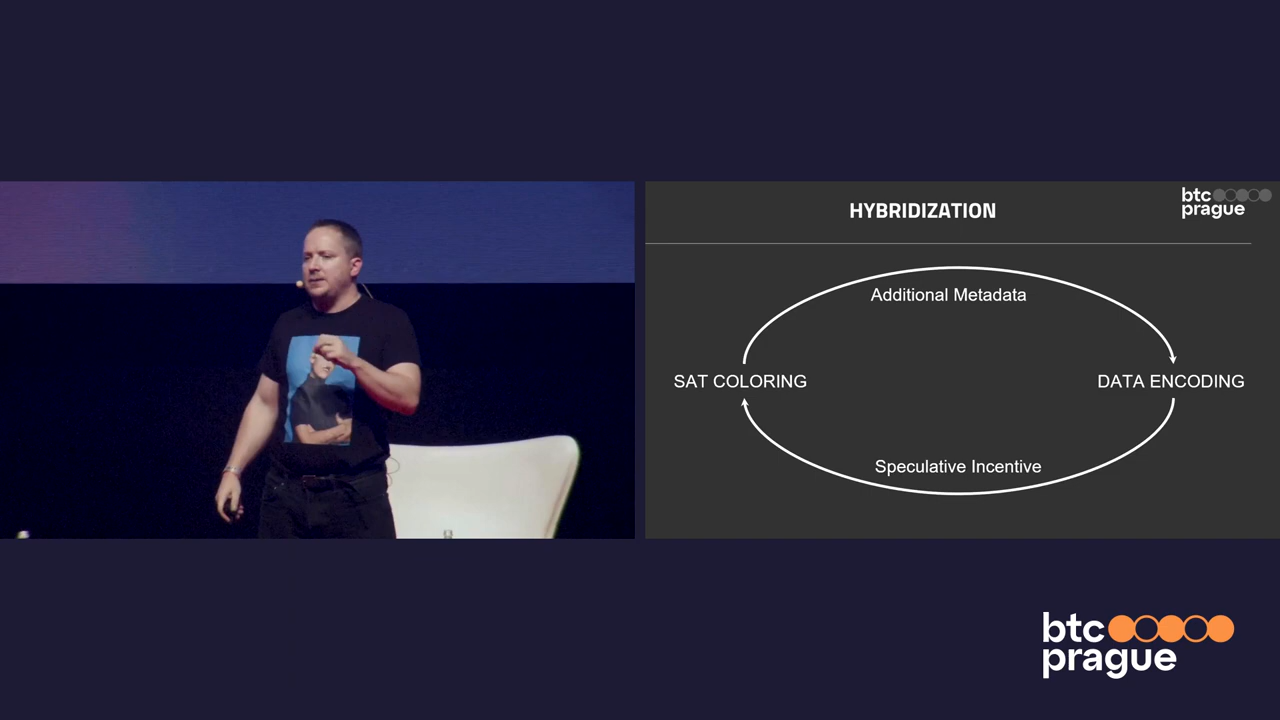 HYBRIDIZATION
btc
prague
Additional Metadata
SAT COLORING
DATA ENCODING
Speculative Incentive
btc
prague